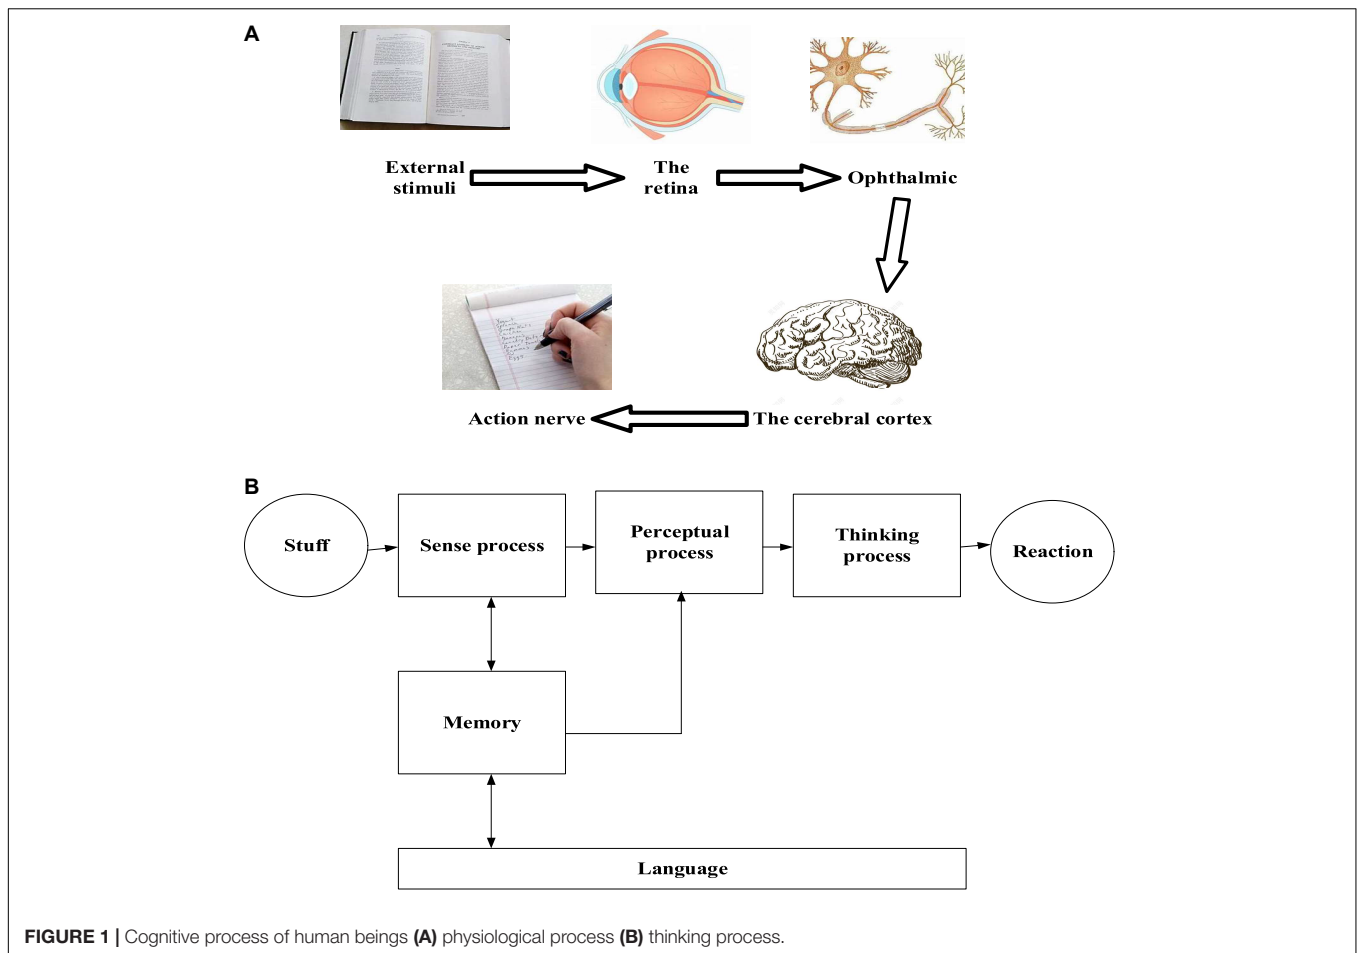 A
External
stimuli
The
retina
Ophthalmic
Action nerve
The cerebral cortex
B
Stuff
Sense process
Perceptual
process
Thinking
process
Reaction
Memory
Language
FIGURE 1 | Cognitive process of human beings (A) physiological process (B) thinking process.